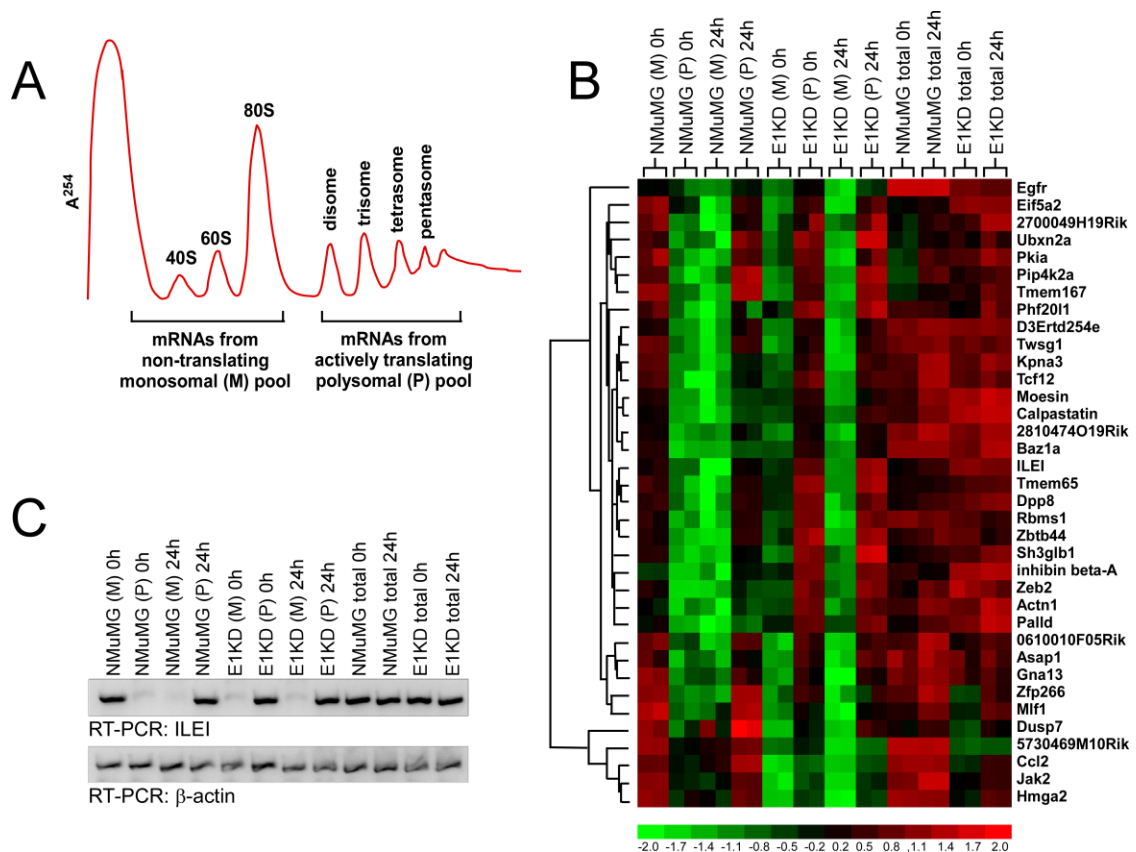 A
A254
40S
60S
80S
disome
trisome
tetrasome
pentasome
mRNAs from
non-translating
monosomal (M) pool
mRNAs from
actively translating
polysomal (P) pool
B
NMuMG (M) 0h
NMuMG (P) 0h
NMuMG (M) 24h
NMuMG (P) 24h
E1KD (M) 0h
E1KD (P) 0h
E1KD (M) 24h
E1KD (P) 24h
NMuMG total 0h
NMuMG total 24h
E1KD total 0h
E1KD total 24h
Egfr
Eif5a2
2700049H19Rik
Ubxn2a
Pkia
Pip4k2a
Tmem167
Phf20l1
D3Ertd254e
Twsg1
Kpna3
Tcf12
Moesin
Calpastatin
2810474O19Rik
Baz1a
ILEI
Tmem65
Dpp8
Rbms1
Zbtb44
Sh3glb1
inhibin beta-A
Zeb2
Actn1
Palld
0610010F05Rik
Asap1
Gna13
Zfp266
Mlf1
Dusp7
5730469M10Rik
Ccl2
Jak2
Hmga2
-2.0 -1.7 -1.4 -1.1 -0.8 -0.5 -0.2 0.2 0.5 0.8 ,1.1 1.4 1.7 2.0
C
NMuMG (M) 0h
NMuMG (P) 0h
NMuMG (M) 24h
NMuMG (P) 24h
E1KD (M) 0h
E1KD (P) 0h
E1KD (M) 24h
E1KD (P) 24h
NMuMG total 0h
NMuMG total 24h
E1KD total 0h
E1KD total 24h
RT-PCR: ILEI
RT-PCR: β-actin